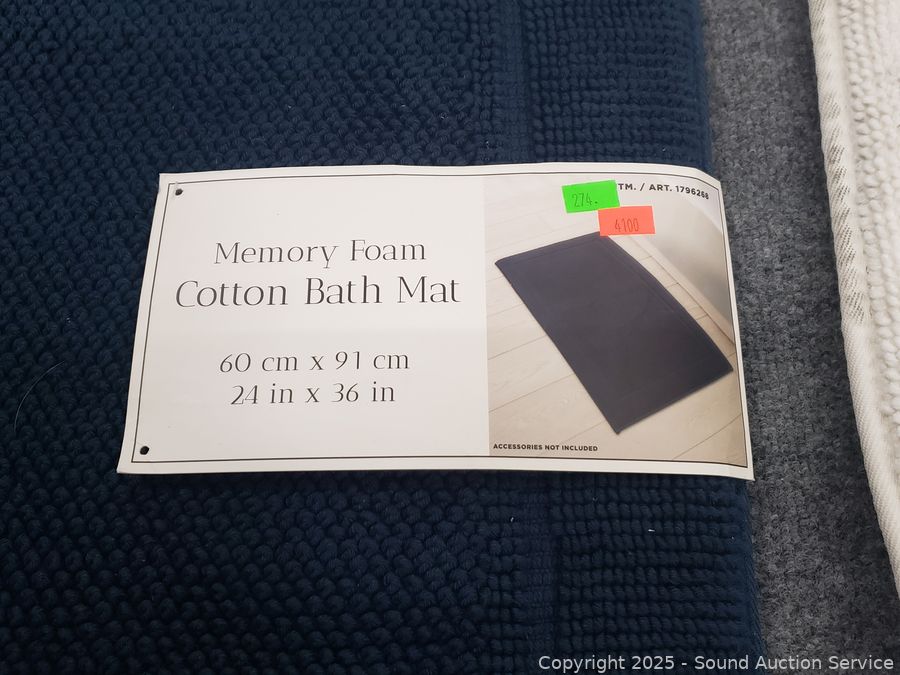 Memory Foam
Cotton Bath Mat
60 cm x 91 cm
24 in x 36 in
TM. / ART. 1796268
274.
4100
ACCESSORIES NOT INCLUDED
Copyright © 2025 - Sound Auction Service